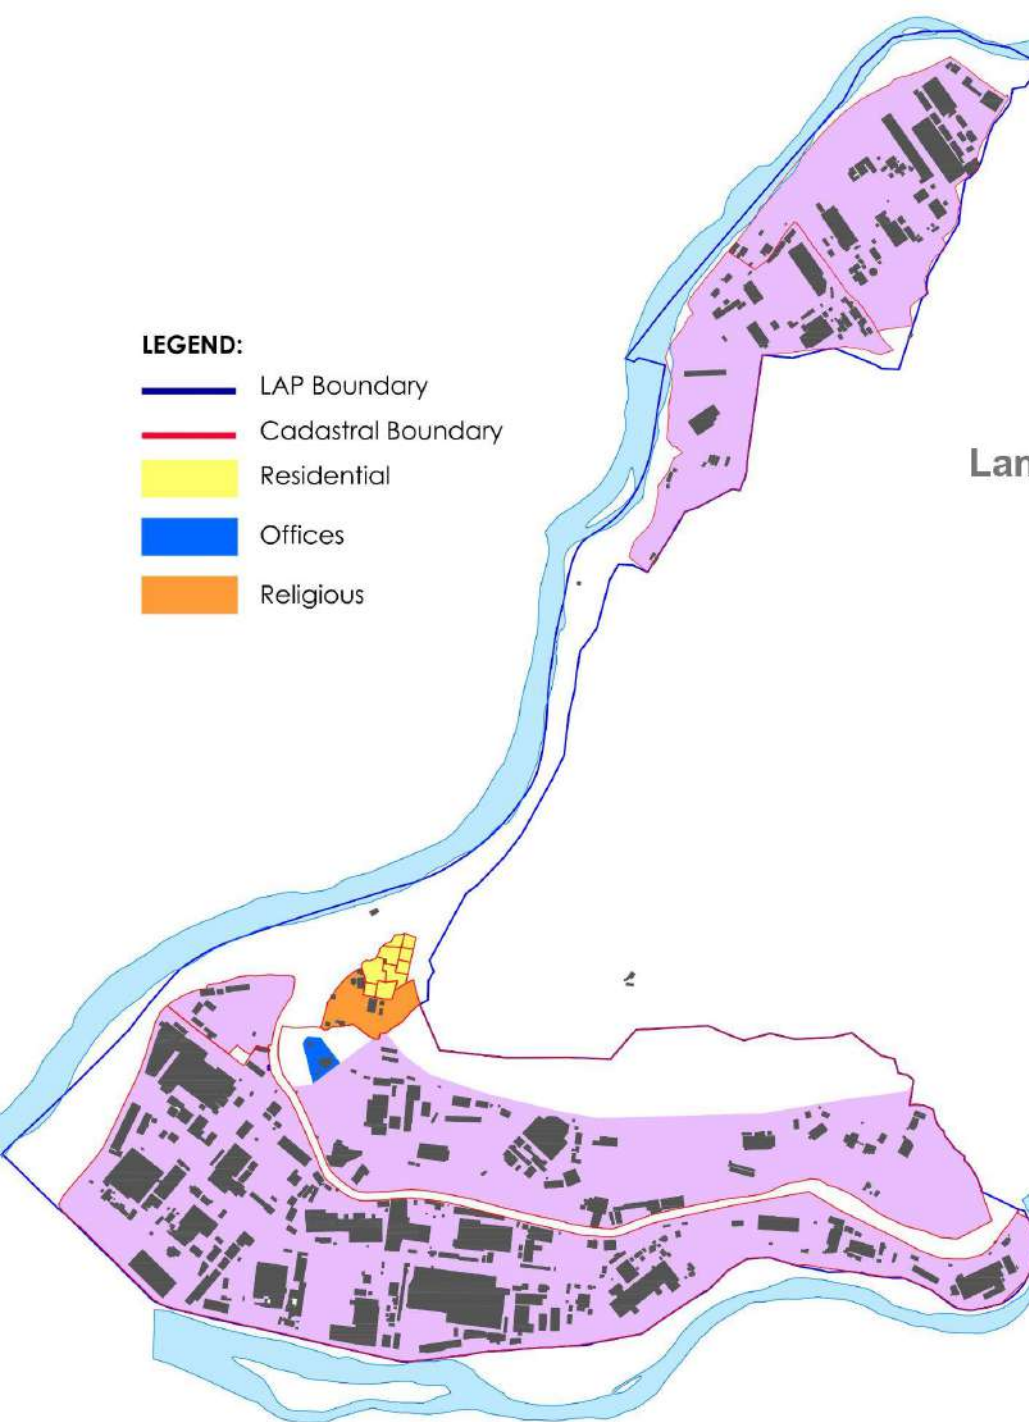 LEGEND:
LAP Boundary
Cadastral Boundary
Residential
Offices
Religious
Lan